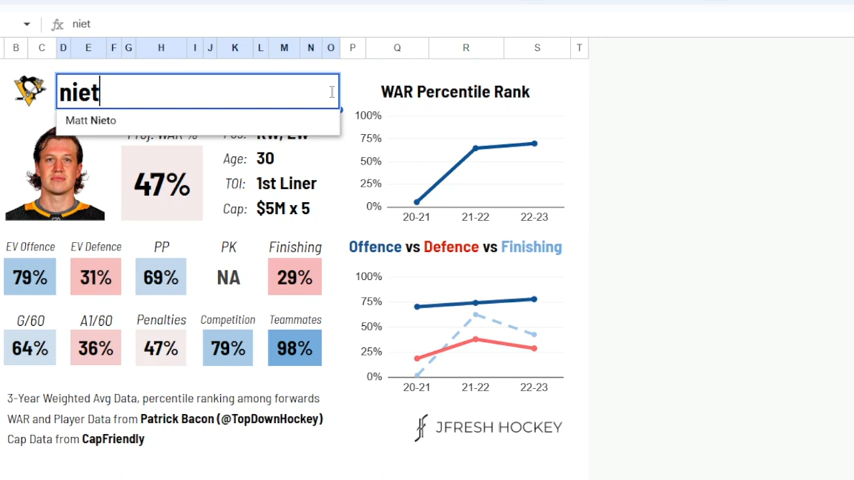 fx niet
B C D E F G H I J K L M N O P Q R S T
niet
Matt Nieto
47%
Age: 30
TOI: 1st Liner
Cap: $5M x 5
EV Offence EV Defence PP PK Finishing
79% 31% 69% NA 29%
G/60 A1/60 Penalties Competition Teammates
64% 36% 47% 79% 98%
3-Year Weighted Avg Data, percentile ranking among forwards
WAR and Player Data from Patrick Bacon (@TopDownHockey)
Cap Data from CapFriendly
WAR Percentile Rank
100%
75%
50%
25%
0%
20-21 21-22 22-23
Offence vs Defence vs Finishing
100%
75%
50%
25%
0%
20-21 21-22 22-23
JFRESH HOCKEY